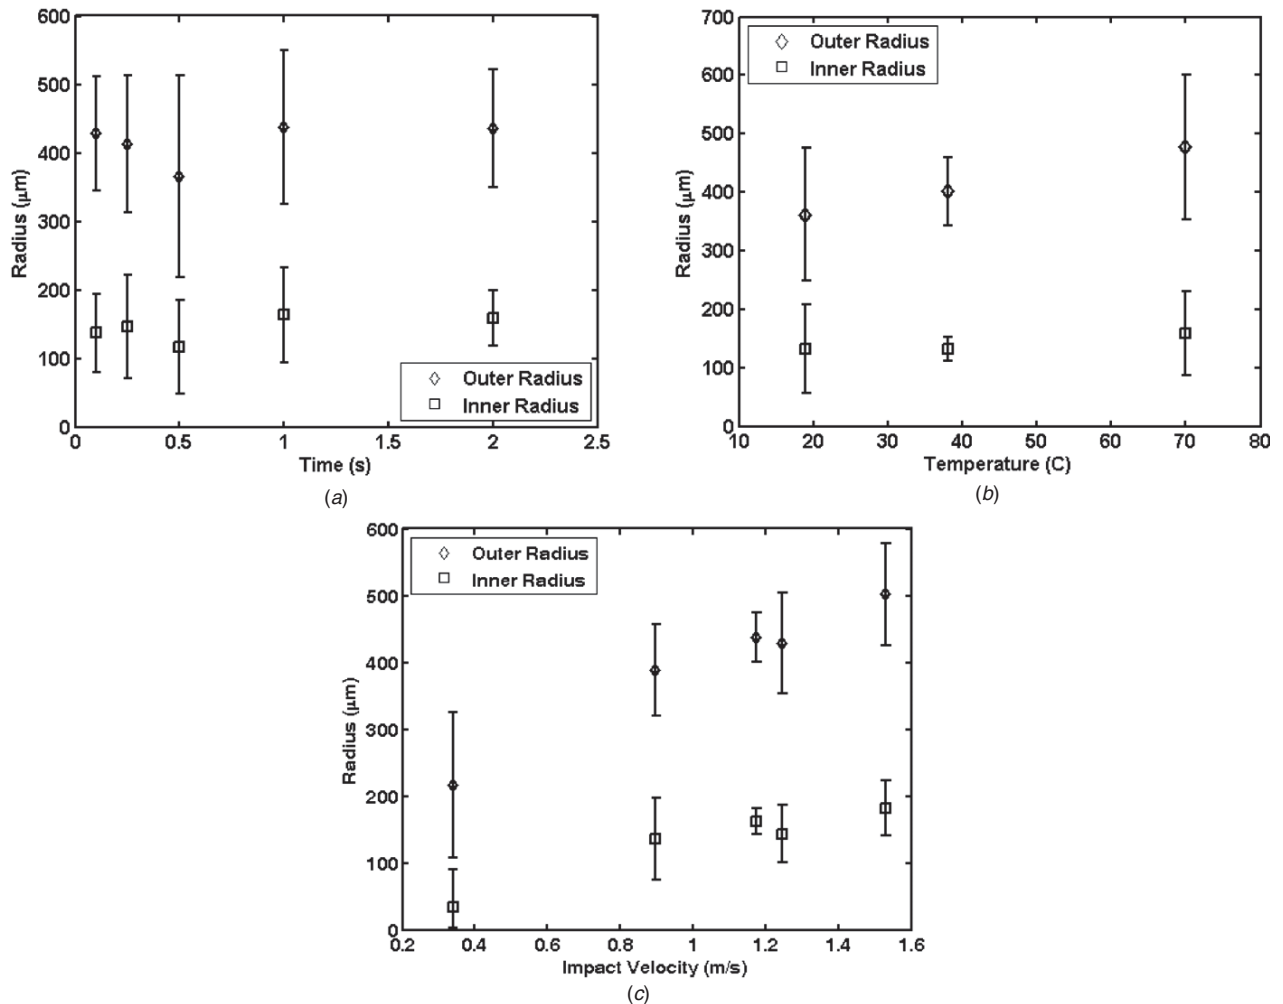 600
500
400
300
200
100
0
Radius (μm)
Outer Radius
Inner Radius
0 0.5 1 1.5 2 2.5
Time (s)
(a)
700
600
500
400
300
200
100
0
Radius (μm)
Outer Radius
Inner Radius
10 20 30 40 50 60 70 80
Temperature (C)
(b)
600
500
400
300
200
100
0
Radius (μm)
Outer Radius
Inner Radius
0.2 0.4 0.6 0.8 1 1.2 1.4 1.6
Impact Velocity (m/s)
(c)